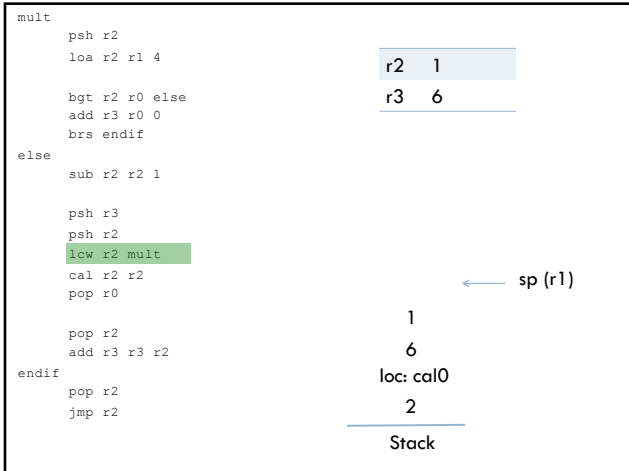 mult
psh r2
loa r2 r1 4
bgt r2 r0 else
add r3 r0 0
brs endif
else
sub r2 r2 1
psh r3
psh r2
lcw r2 mult
cal r2 r2
pop r0
pop r2
add r3 r3 r2
endif
pop r2
jmp r2
r2 1
r3 6
sp (r1)
1
6
loc: cal0
2
Stack